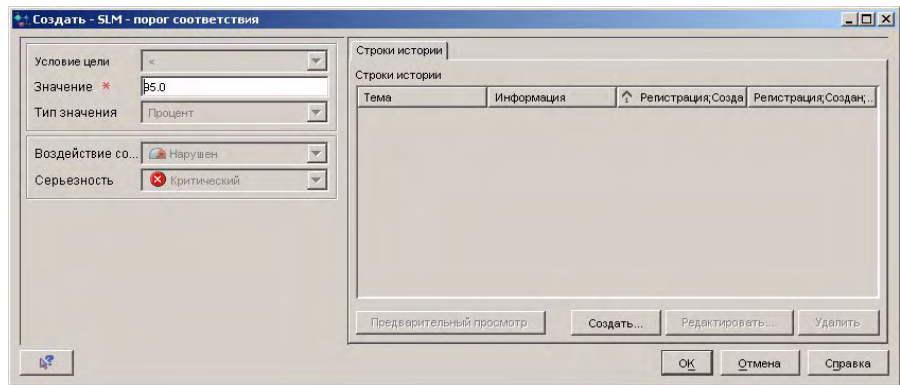 Создать - SLM - порог соответствия
Условие цели <
Значение * 95.0
Тип значения Процент
Воздействие со... Нарушен
Серьезность Критический
Строки истории
Строки истории
Тема Информация Регистрация;Созда Регистрация;Создан;..
Предварительный просмотр Создать... Редактировать... Удалить
OK Отмена Справка